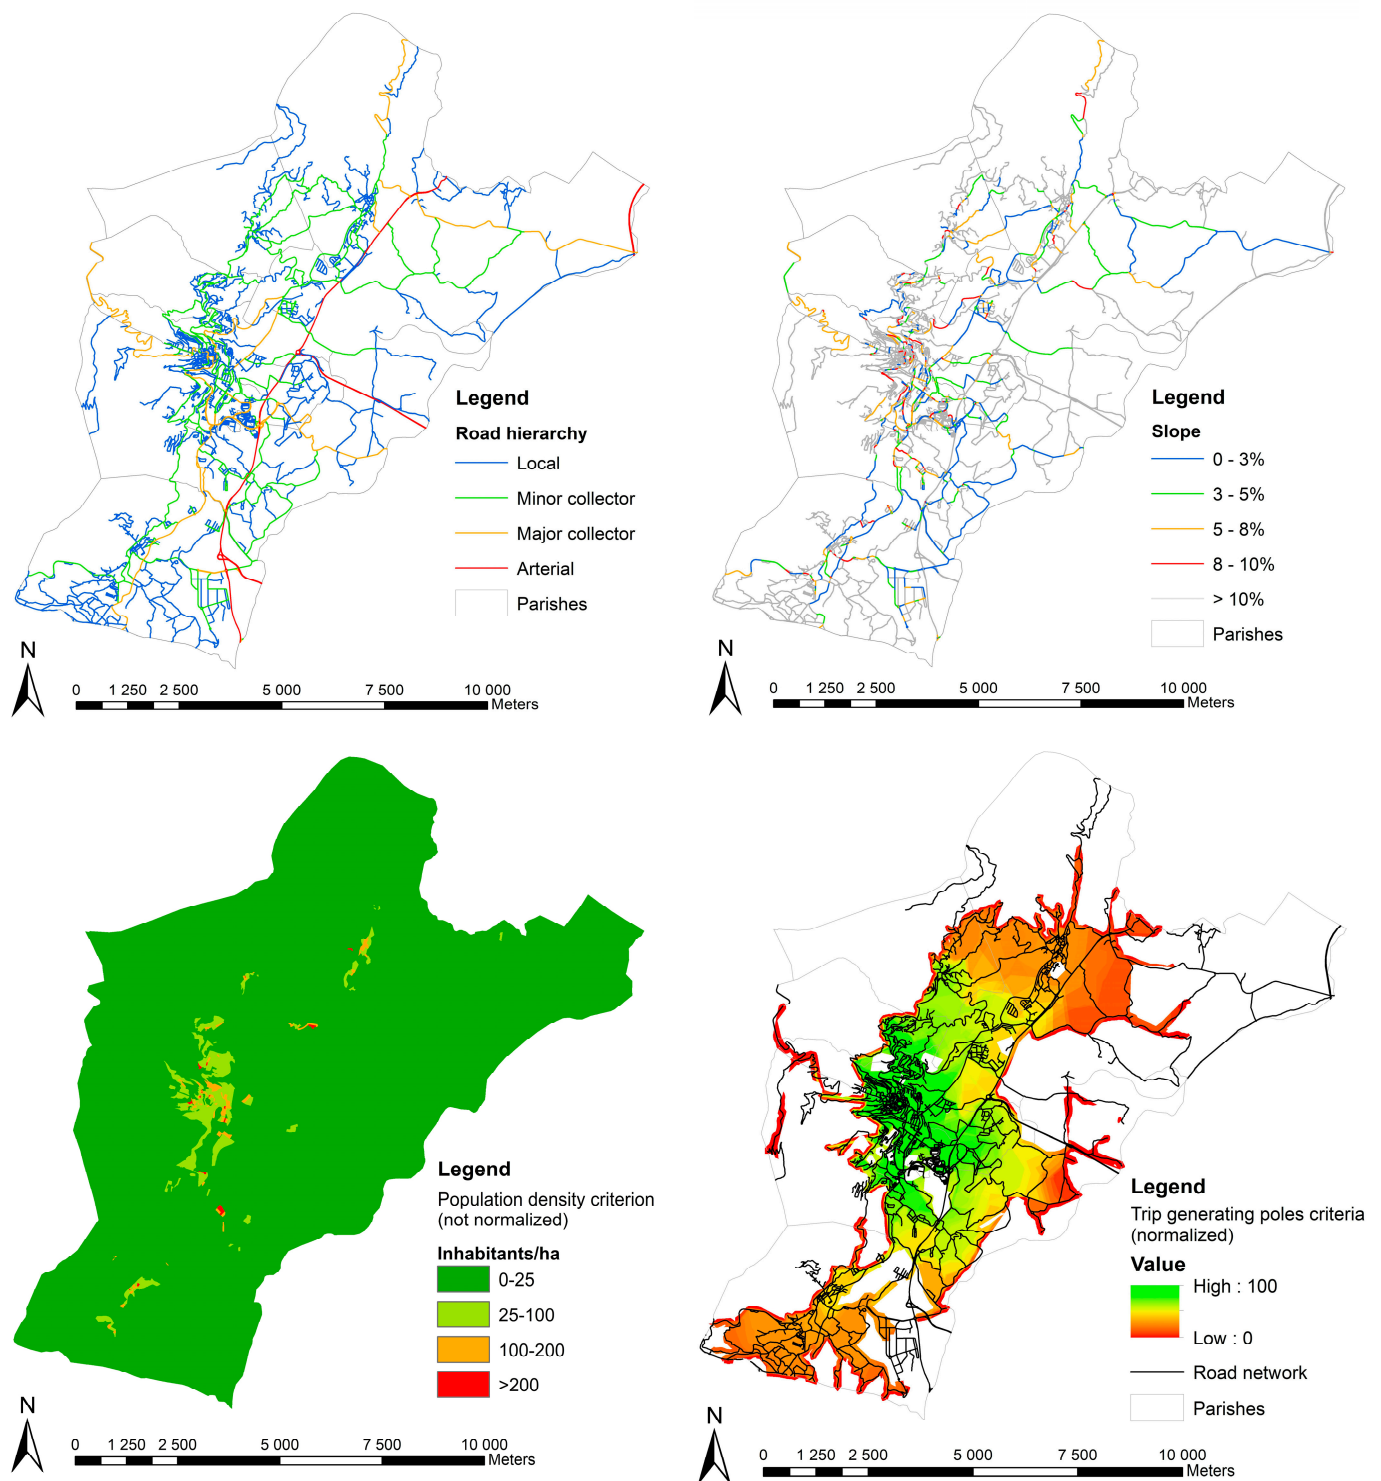 Legend
Road hierarchy
Local
Minor collector
Major collector
Arterial
Parishes
N
0 1 250 2 500 5 000 7 500 10 000
Meters
Legend
Slope
0 - 3%
3 - 5%
5 - 8%
8 - 10%
> 10%
Parishes
N
0 1 250 2 500 5 000 7 500 10 000
Meters
Legend
Population density criterion
(not normalized)
Inhabitants/ha
0-25
25-100
100-200
>200
N
0 1 250 2 500 5 000 7 500 10 000
Meters
Legend
Trip generating poles criteria
(normalized)
Value
High : 100
Low : 0
Road network
Parishes
N
0 1 250 2 500 5 000 7 500 10 000
Meters